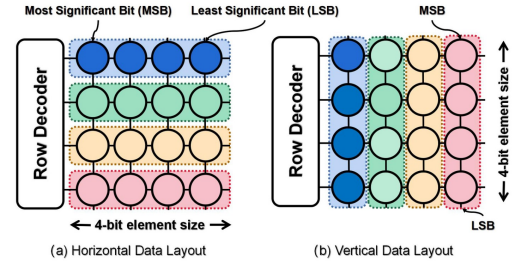 Most Significant Bit (MSB)
Least Significant Bit (LSB)
MSB
Row Decoder
Row Decoder
4-bit element size
4-bit element size
LSB
(a) Horizontal Data Layout
(b) Vertical Data Layout